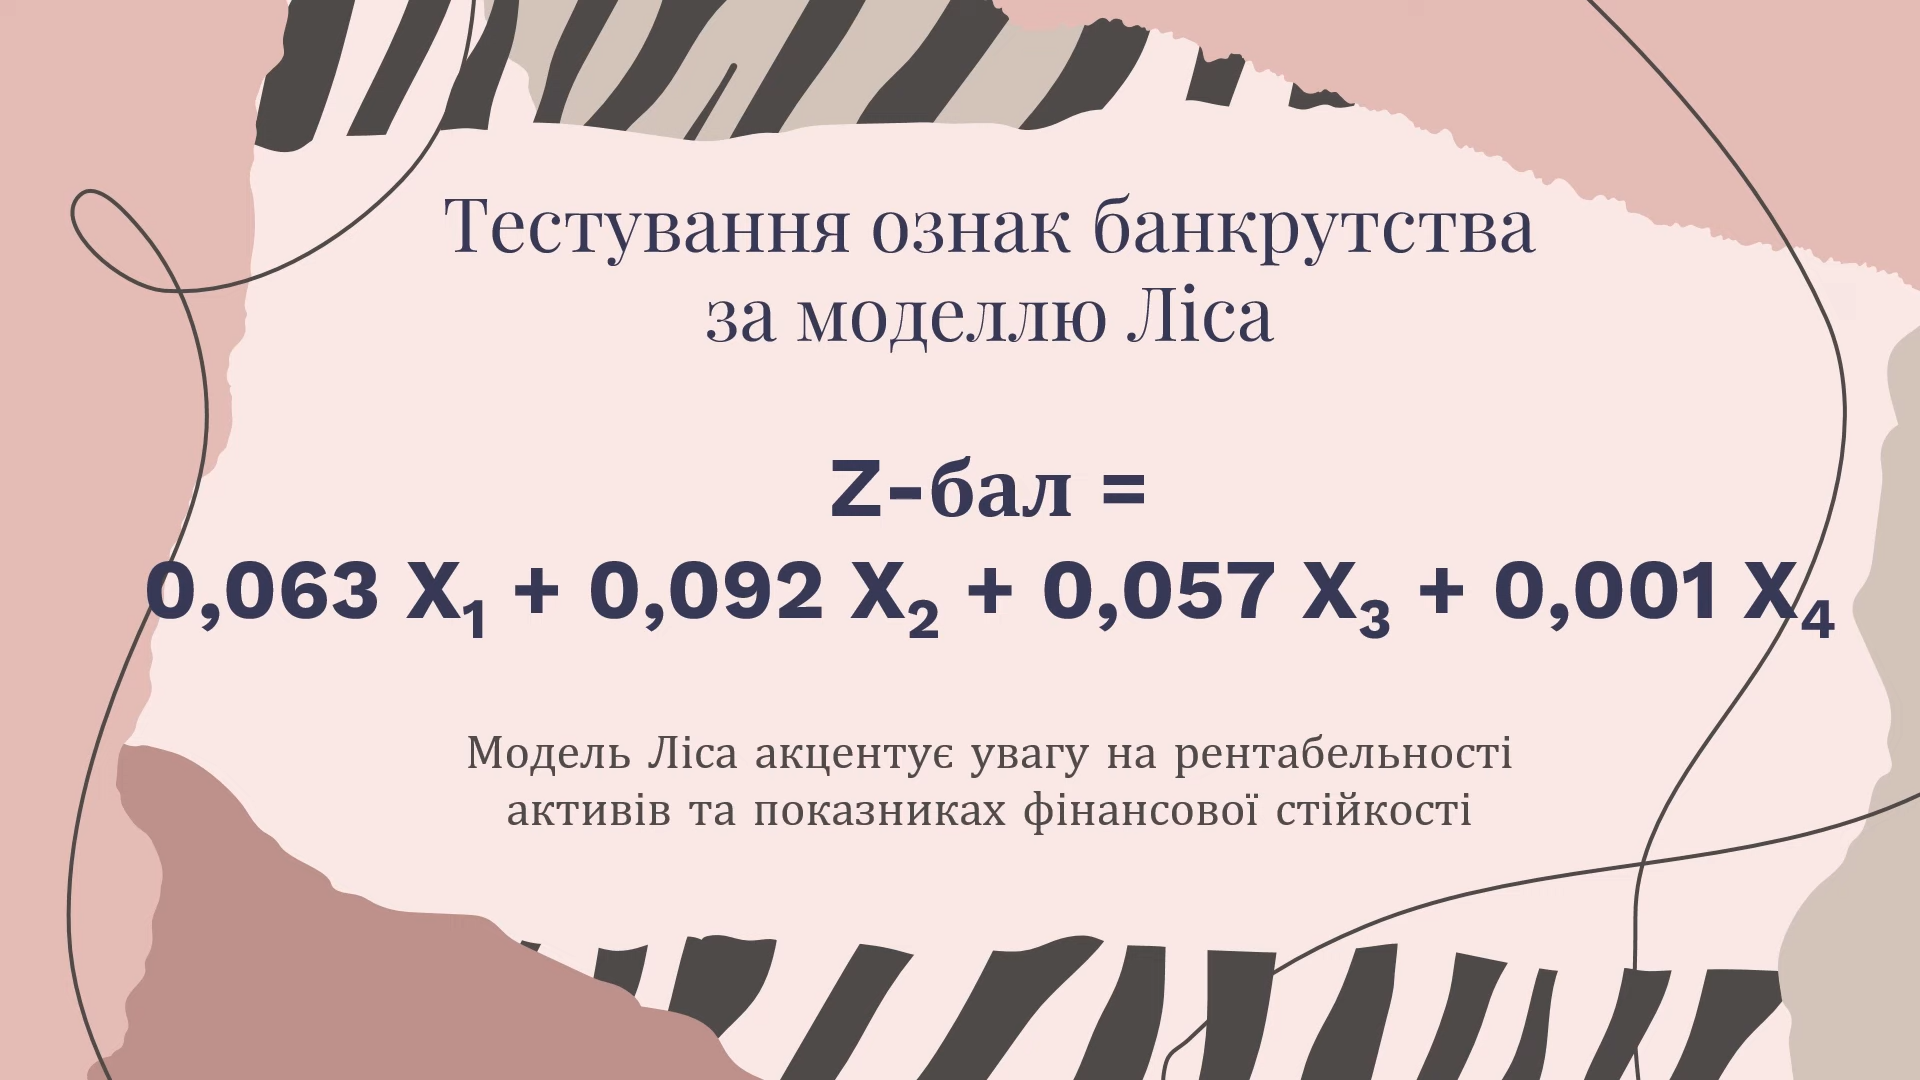 Тестування ознак банкрутства
за моделлю Ліса
Z-бал =
0,063 X₁ + 0,092 X₂ + 0,057 X₃ + 0,001 X₄
Модель Ліса акцентує увагу на рентабельності
активів та показниках фінансової стійкості